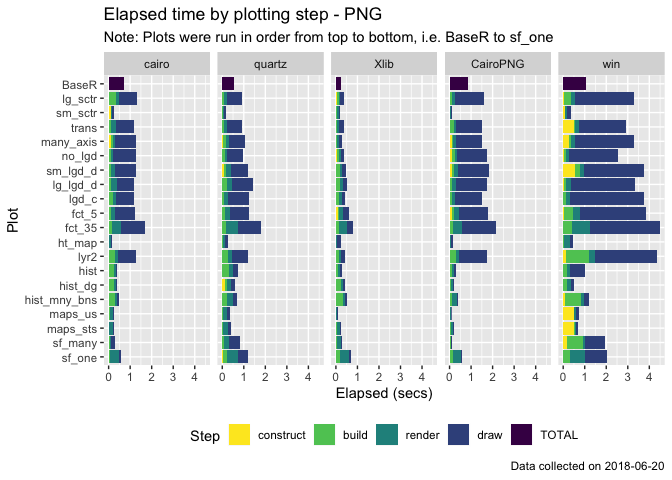 Elapsed time by plotting step - PNG
Note: Plots were run in order from top to bottom, i.e. BaseR to sf_one
cairo quartz Xlib CairoPNG win
Plot
BaseR
lg_sctr
sm_sctr
trans
many_axis
no_lgd
sm_lgd_d
lg_lgd_d
lgd_c
fct_5
fct_35
ht_map
lyr2
hist
hist_dg
hist_mny_bns
maps_us
maps_sts
sf_many
sf_one
0 1 2 3 4 0 1 2 3 4 0 1 2 3 4 0 1 2 3 4 0 1 2 3 4
Elapsed (secs)
Step construct build render draw TOTAL
Data collected on 2018-06-20